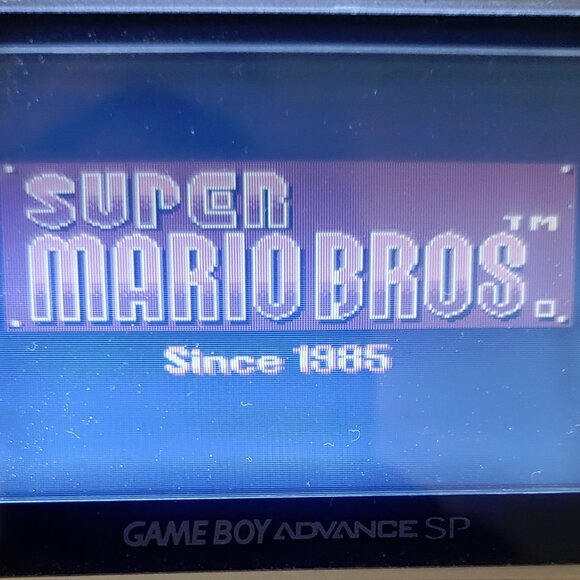 SUPER
MARIO BROS.™
Since 1985
GAME BOY ADVANCE SP